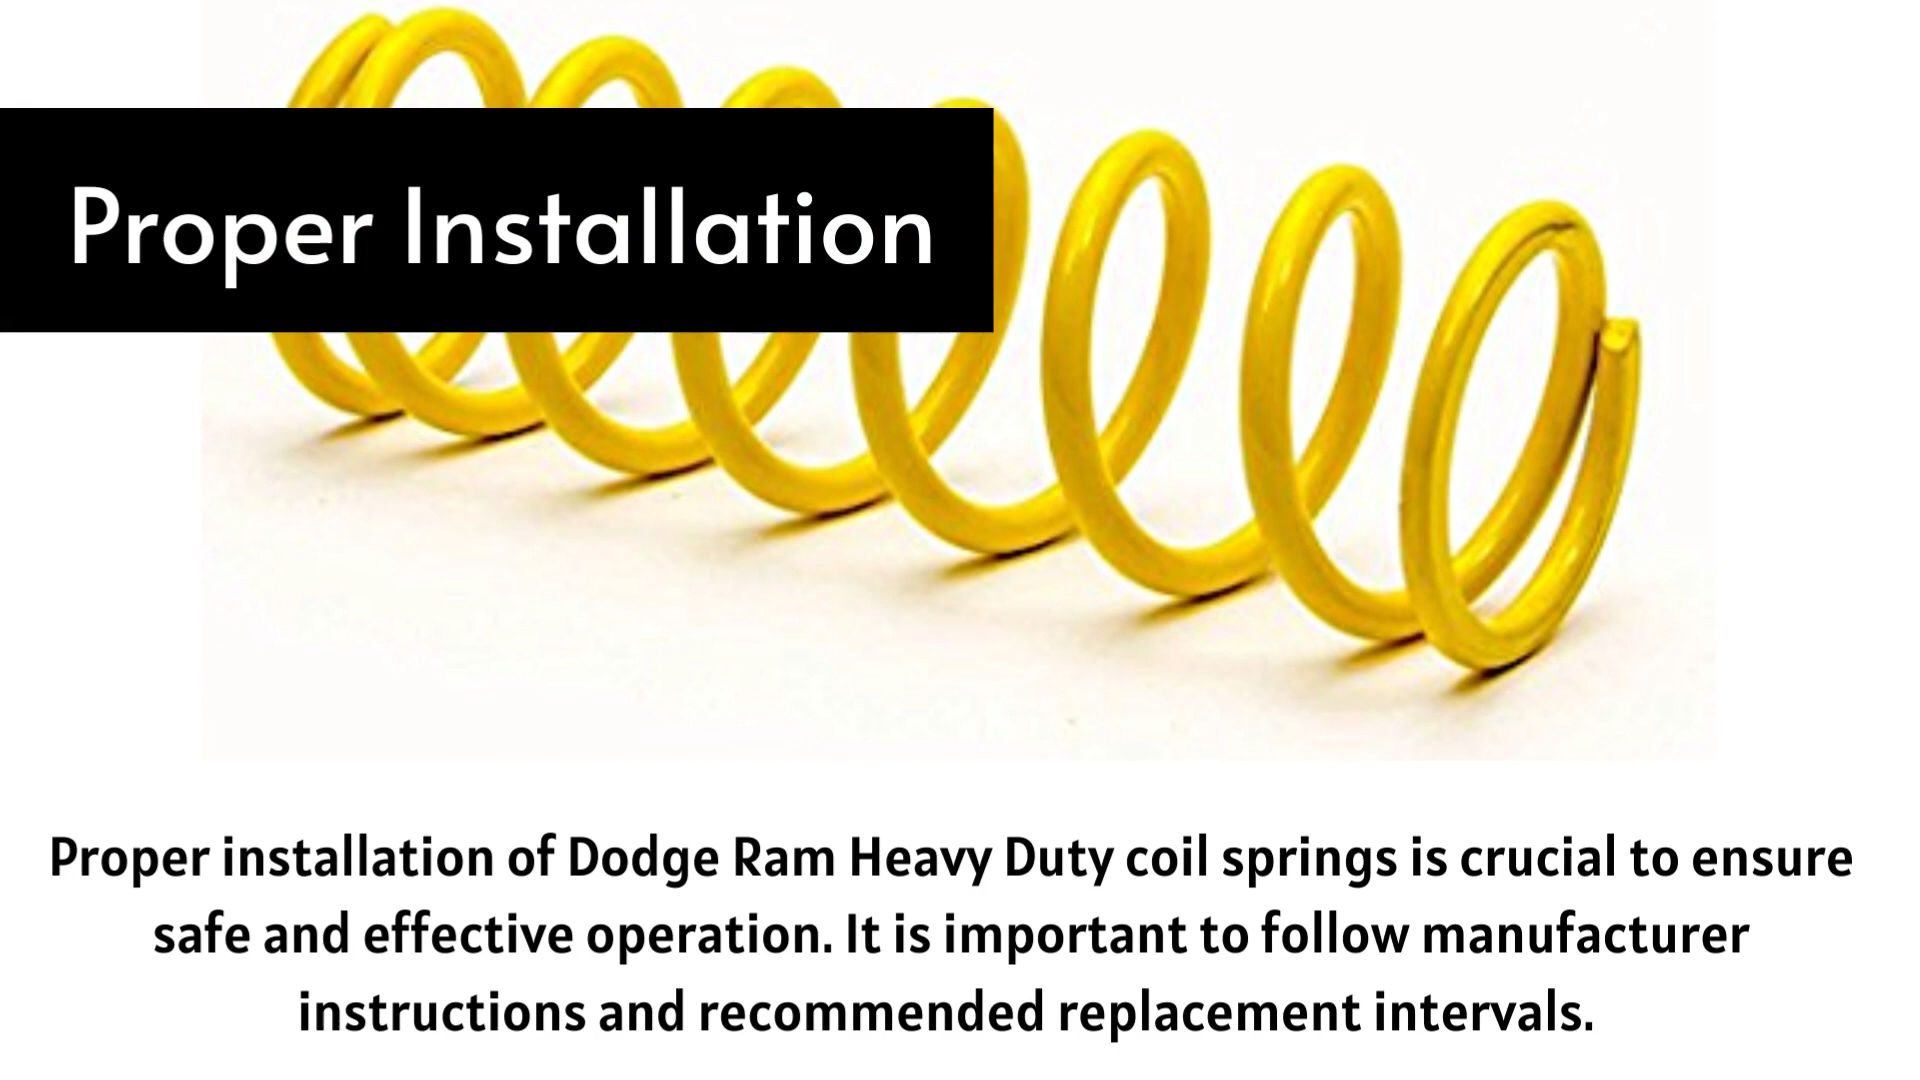 Proper Installation
Proper installation of Dodge Ram Heavy Duty coil springs is crucial to ensure
safe and effective operation. It is important to follow manufacturer
instructions and recommended replacement intervals.